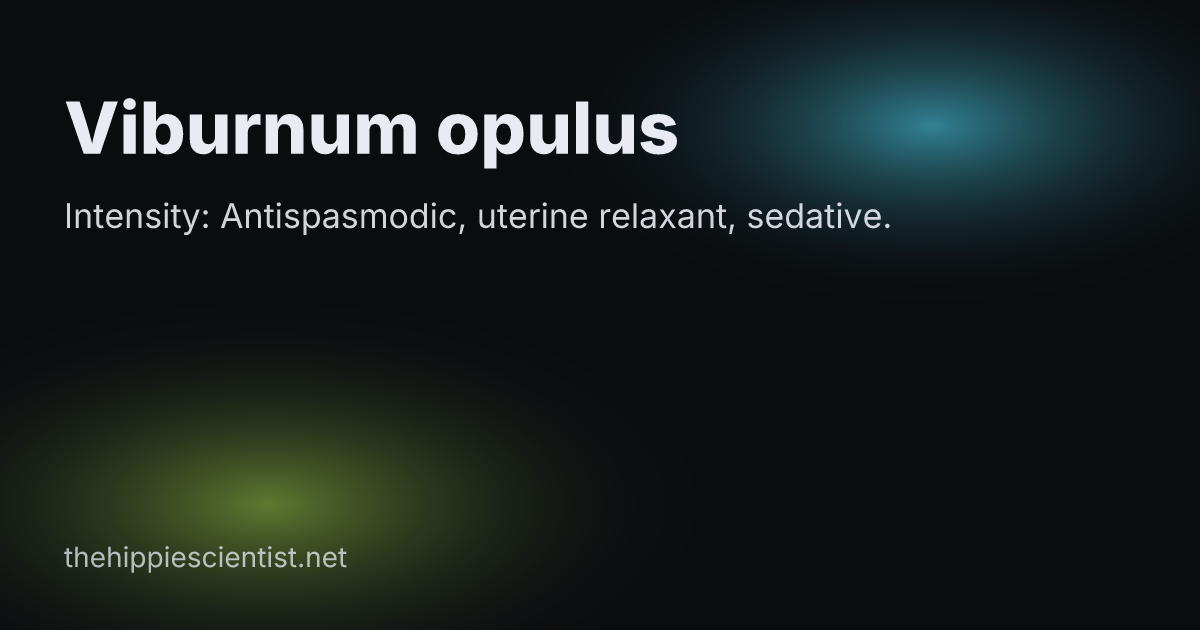 Viburnum opulus
Intensity: Antispasmodic, uterine relaxant, sedative.
thehippiescientist.net